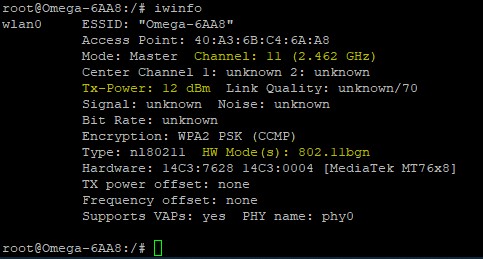 root@Omega-6AA8:/# iwinfo
wlan0     ESSID: "Omega-6AA8"
          Access Point: 40:A3:6B:C4:6A:A8
          Mode: Master  Channel: 11 (2.462 GHz)
          Center Channel 1: unknown 2: unknown
          Tx-Power: 12 dBm  Link Quality: unknown/70
          Signal: unknown  Noise: unknown
          Bit Rate: unknown
          Encryption: WPA2 PSK (CCMP)
          Type: nl80211  HW Mode(s): 802.11bgn
          Hardware: 14C3:7628 14C3:0004 [MediaTek MT76x8]
          TX power offset: none
          Frequency offset: none
          Supports VAPs: yes  PHY name: phy0
root@Omega-6AA8:/#